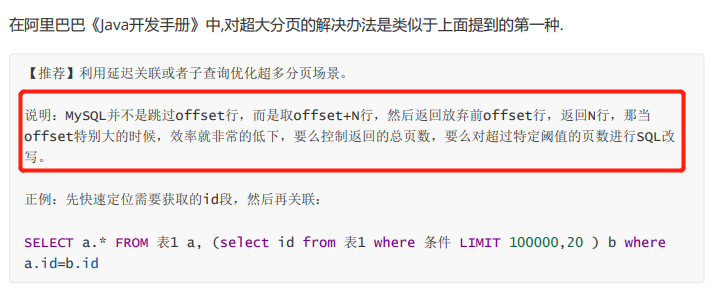 在阿里巴巴《Java开发手册》中,对超大分页的解决办法是类似于上面提到的第一种.
【推荐】利用延迟关联或者子查询优化超多分页场景。
说明：MySQL并不是跳过offset行，而是取offset+N行，然后返回放弃前offset行，返回N行，那当
offset特别大的时候，效率就非常的低下，要么控制返回的总页数，要么对超过特定阈值的页数进行SQL改
写。
正例：先快速定位需要获取的id段，然后再关联：
SELECT a.* FROM 表1 a, (select id from 表1 where 条件 LIMIT 100000,20 ) b where
a.id=b.id